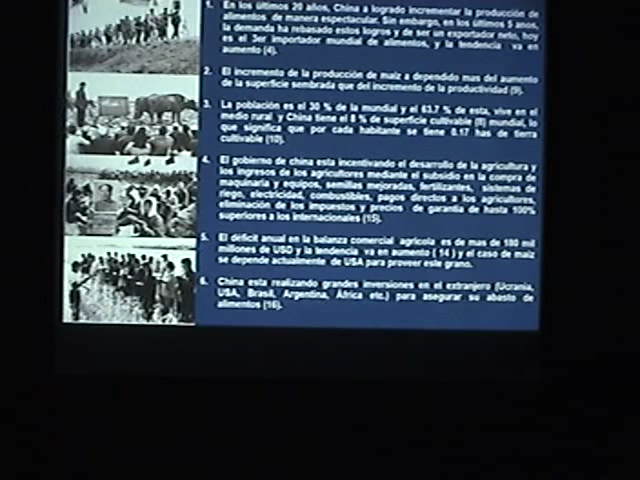 1. En los últimos 20 años, China a logrado incrementar la producción de
alimentos de manera espectacular. Sin embargo, en los últimos 5 anos,
la demanda ha rebasado estos logros y de ser un exportador neto, hoy
es el 3er importador mundial de alimentos, y la tendencia va en
aumento (4).
2. El incremento de la producción de maíz a dependido mas del aumento
de la superficie sembrada que del incremento de la productividad (9).
3. La población es el 30 % de la mundial y el 63.7 % de esta, vive en el
medio rural y China tiene el 8 % de superficie cultivable (8) mundial, lo
que significa que por cada habitante se tiene 0.17 has de tierra
cultivable (10).
4. El gobierno de china esta incentivando el desarrollo de la agricultura y
los ingresos de los agricultores mediante el subsidio en la compra de
maquinaria y equipos, semillas mejoradas, fertilizantes, sistemas de
riego, electricidad, combustibles, pagos directos a los agricultores,
eliminación de los impuestos y precios de garantía de hasta 100%
superiores a los internacionales (15).
5. El déficit anual en la balanza comercial agrícola es de mas de 180 mil
millones de USD y la tendencia va en aumento ( 14 ) y el caso de maíz
se depende actualmente de USA para proveer este grano.
6. China esta realizando grandes inversiones en el extranjero (Ucrania,
USA, Brasil, Argentina, África etc.) para asegurar su abasto de
alimentos (16).